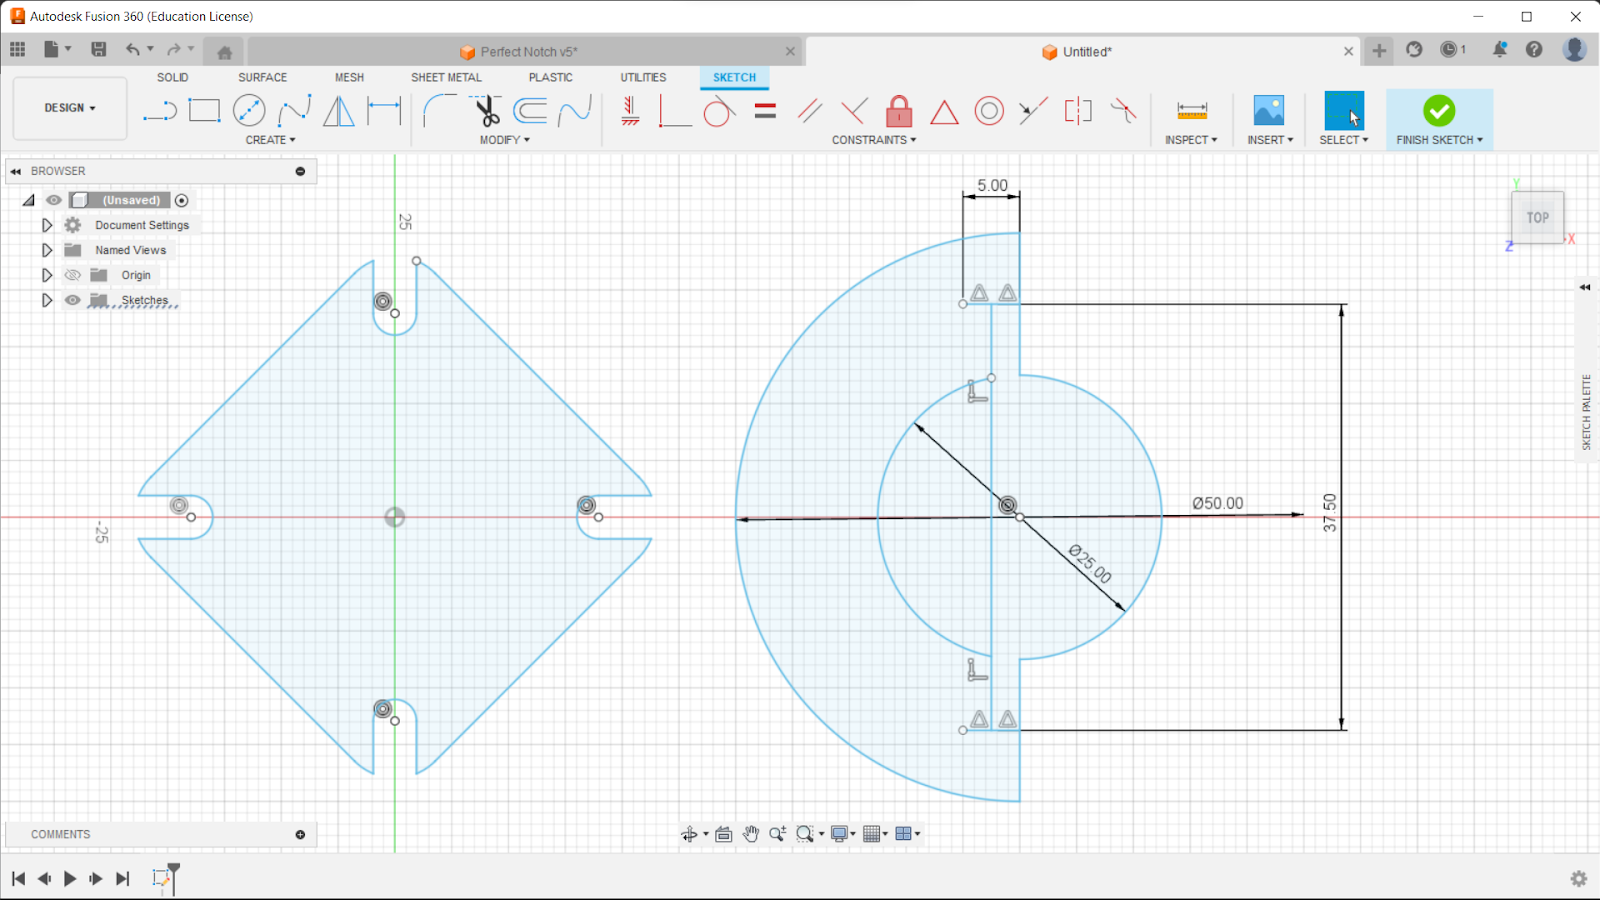 Autodesk Fusion 360 (Education License)
Perfect Notch v5*
Untitled*
1
DESIGN
SOLID SURFACE MESH SHEET METAL PLASTIC UTILITIES SKETCH
CREATE MODIFY CONSTRAINTS INSPECT INSERT SELECT FINISH SKETCH
BROWSER
(Unsaved)
Document Settings
Named Views
Origin
Sketches
25
-25
5.00
Ø50.00
Ø25.00
37.50
Y
TOP
X
Z
SKETCH PALETTE
COMMENTS